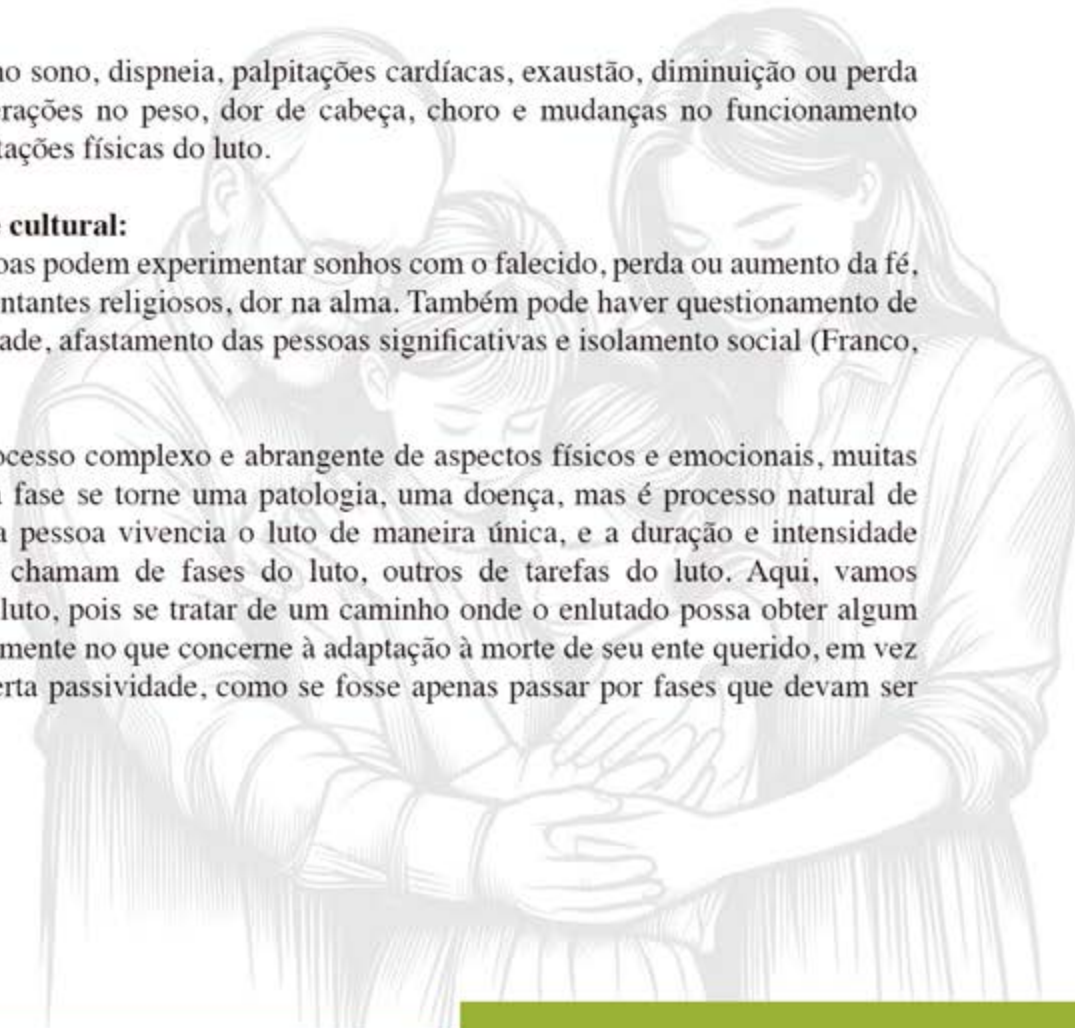 no sono, dispneia, palpitações cardíacas, exaustão, diminuição ou perda
rações no peso, dor de cabeça, choro e mudanças no funcionamento
tações físicas do luto.
e cultural:
oas podem experimentar sonhos com o falecido, perda ou aumento da fé,
ntantes religiosos, dor na alma. Também pode haver questionamento de
dade, afastamento das pessoas significativas e isolamento social (Franco,
ocesso complexo e abrangente de aspectos físicos e emocionais, muitas
a fase se torne uma patologia, uma doença, mas é processo natural de
a pessoa vivencia o luto de maneira única, e a duração e intensidade
chamam de fases do luto, outros de tarefas do luto. Aqui, vamos
luto, pois se tratar de um caminho onde o enlutado possa obter algum
mente no que concerne à adaptação à morte de seu ente querido, em vez
erta passividade, como se fosse apenas passar por fases que devam ser